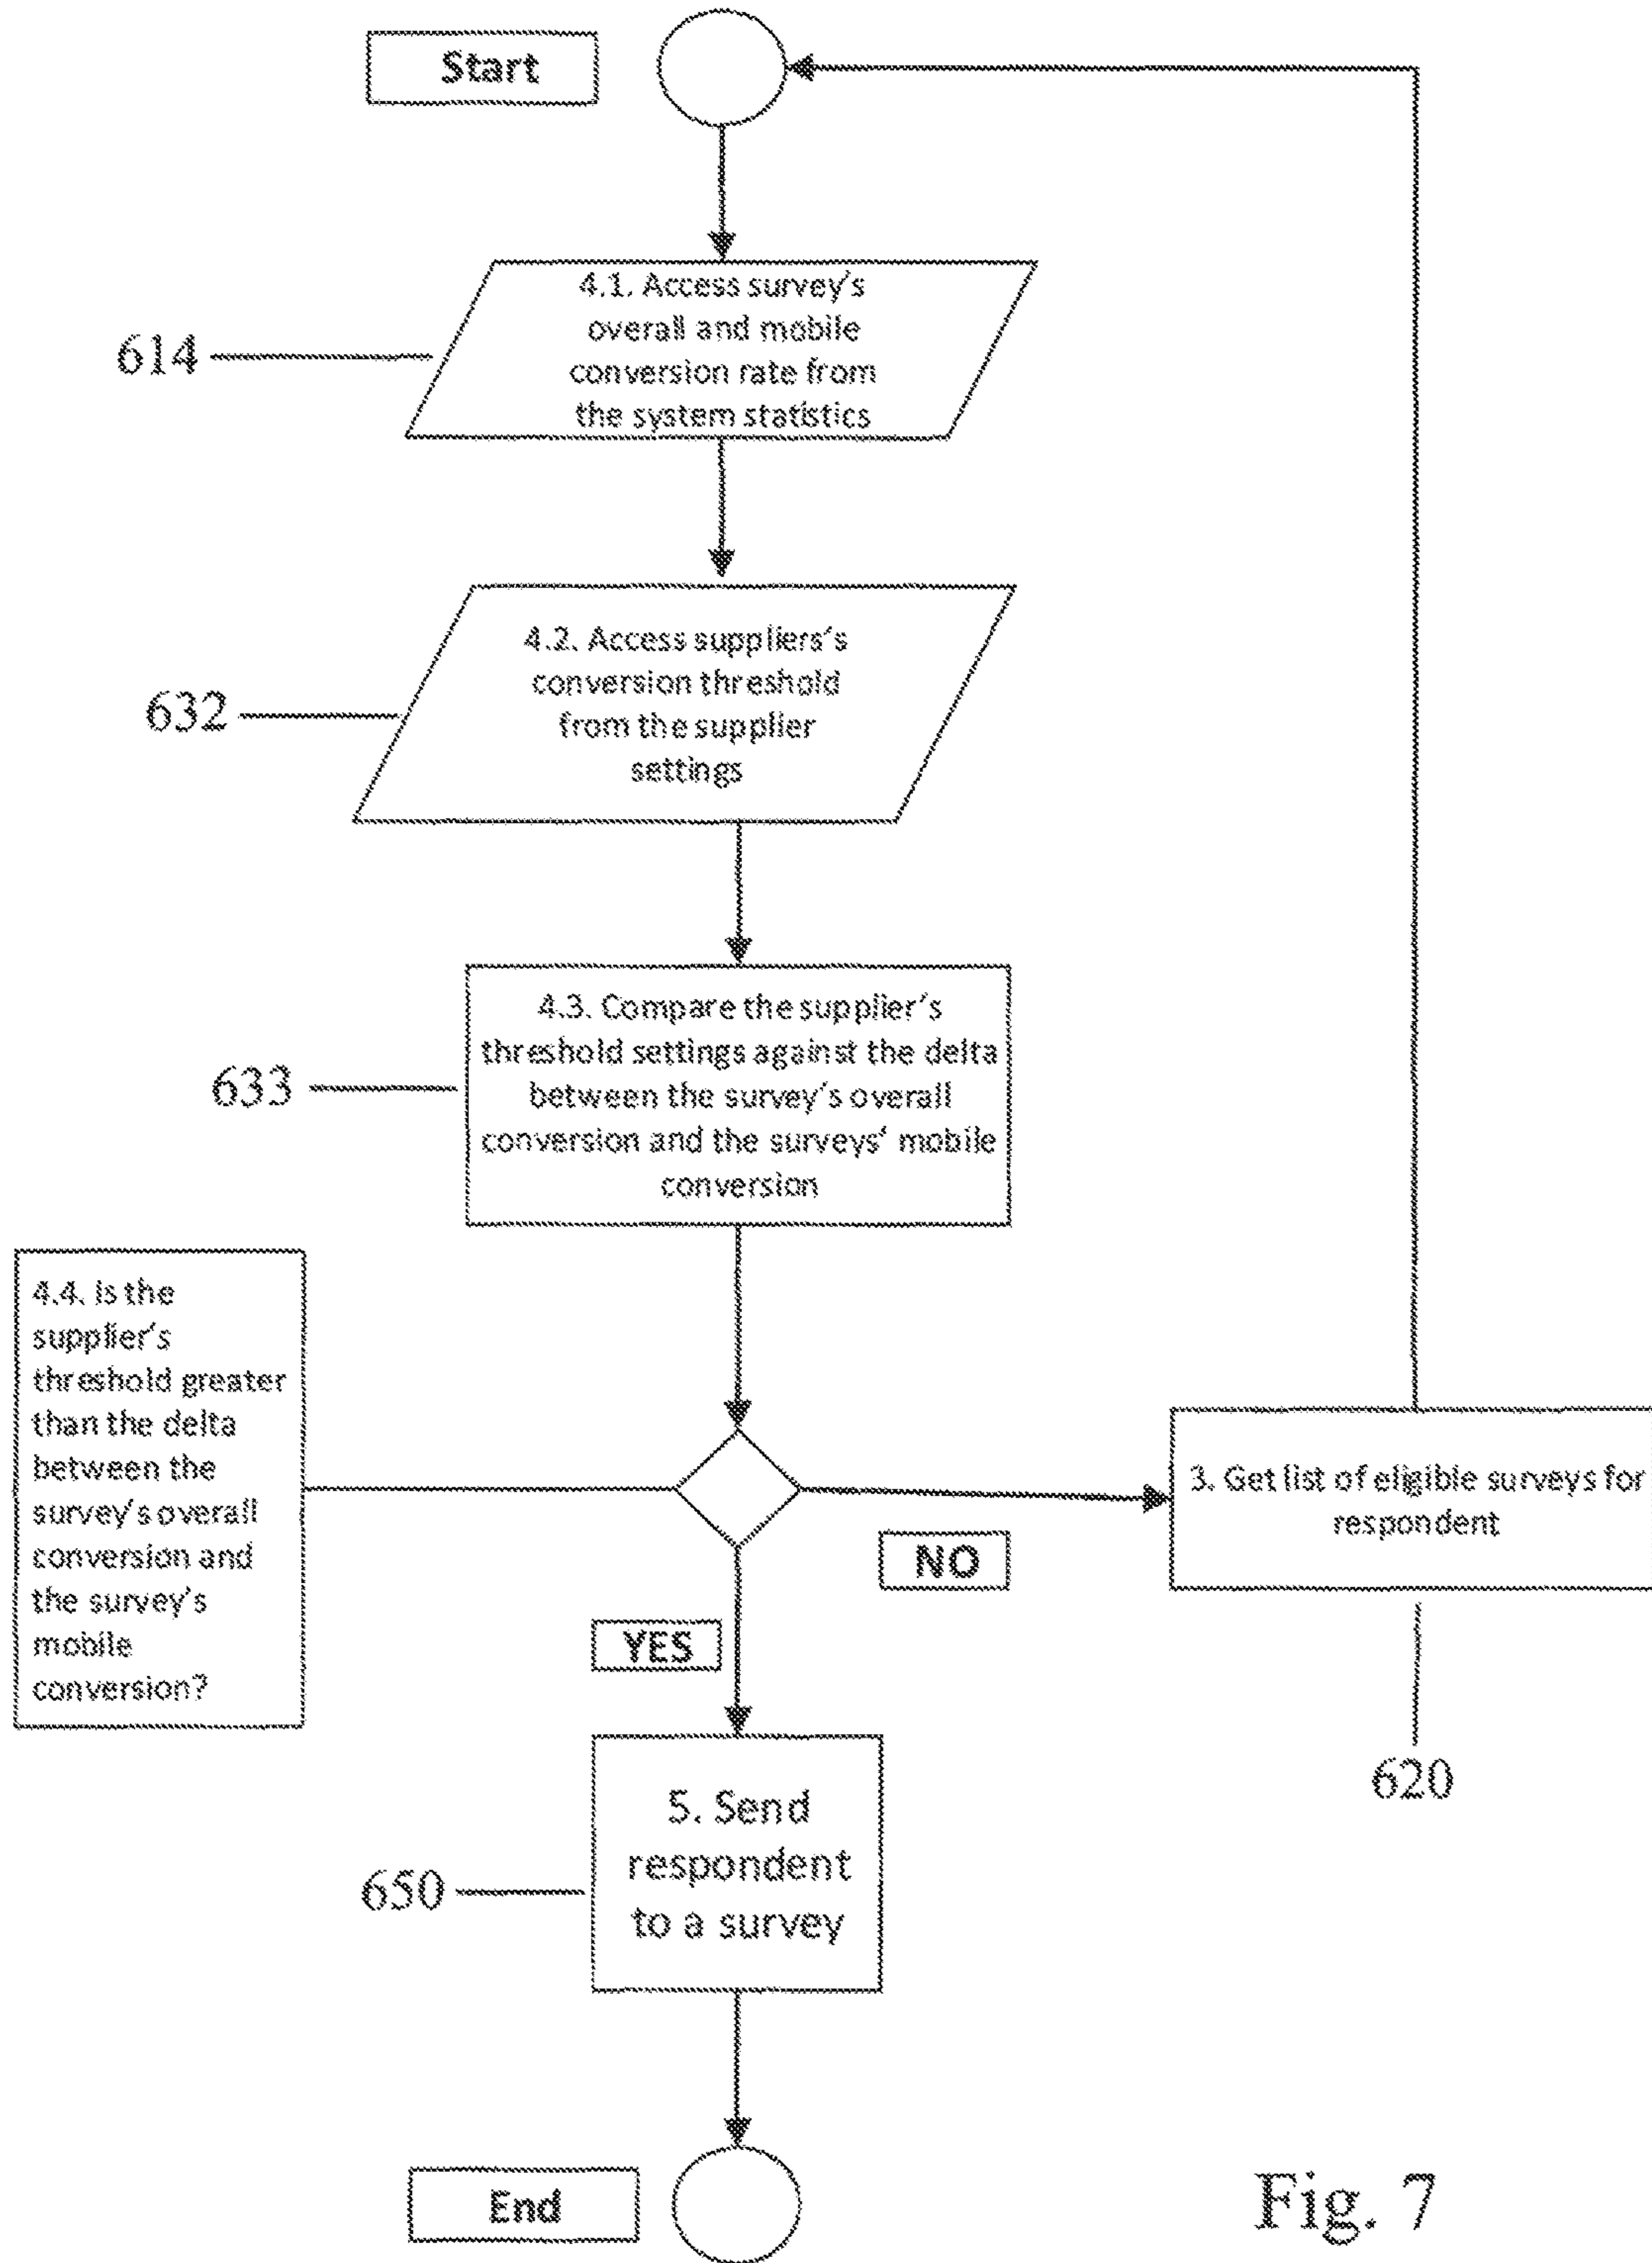 Start
4.1. Access survey's
overall and mobile
conversion rate from
the system statistics
614
4.2. Access suppliers's
conversion threshold
from the supplier
settings
632
4.3. Compare the supplier's
threshold settings against the delta
between the survey's overall
conversion and the surveys' mobile
conversion
633
4.4. Is the
supplier's
threshold greater
than the delta
between the
survey's overall
conversion and
the survey's
mobile
conversion?
NO
3. Get list of eligible surveys for
respondent
620
YES
5. Send
respondent
to a survey
650
End
Fig. 7